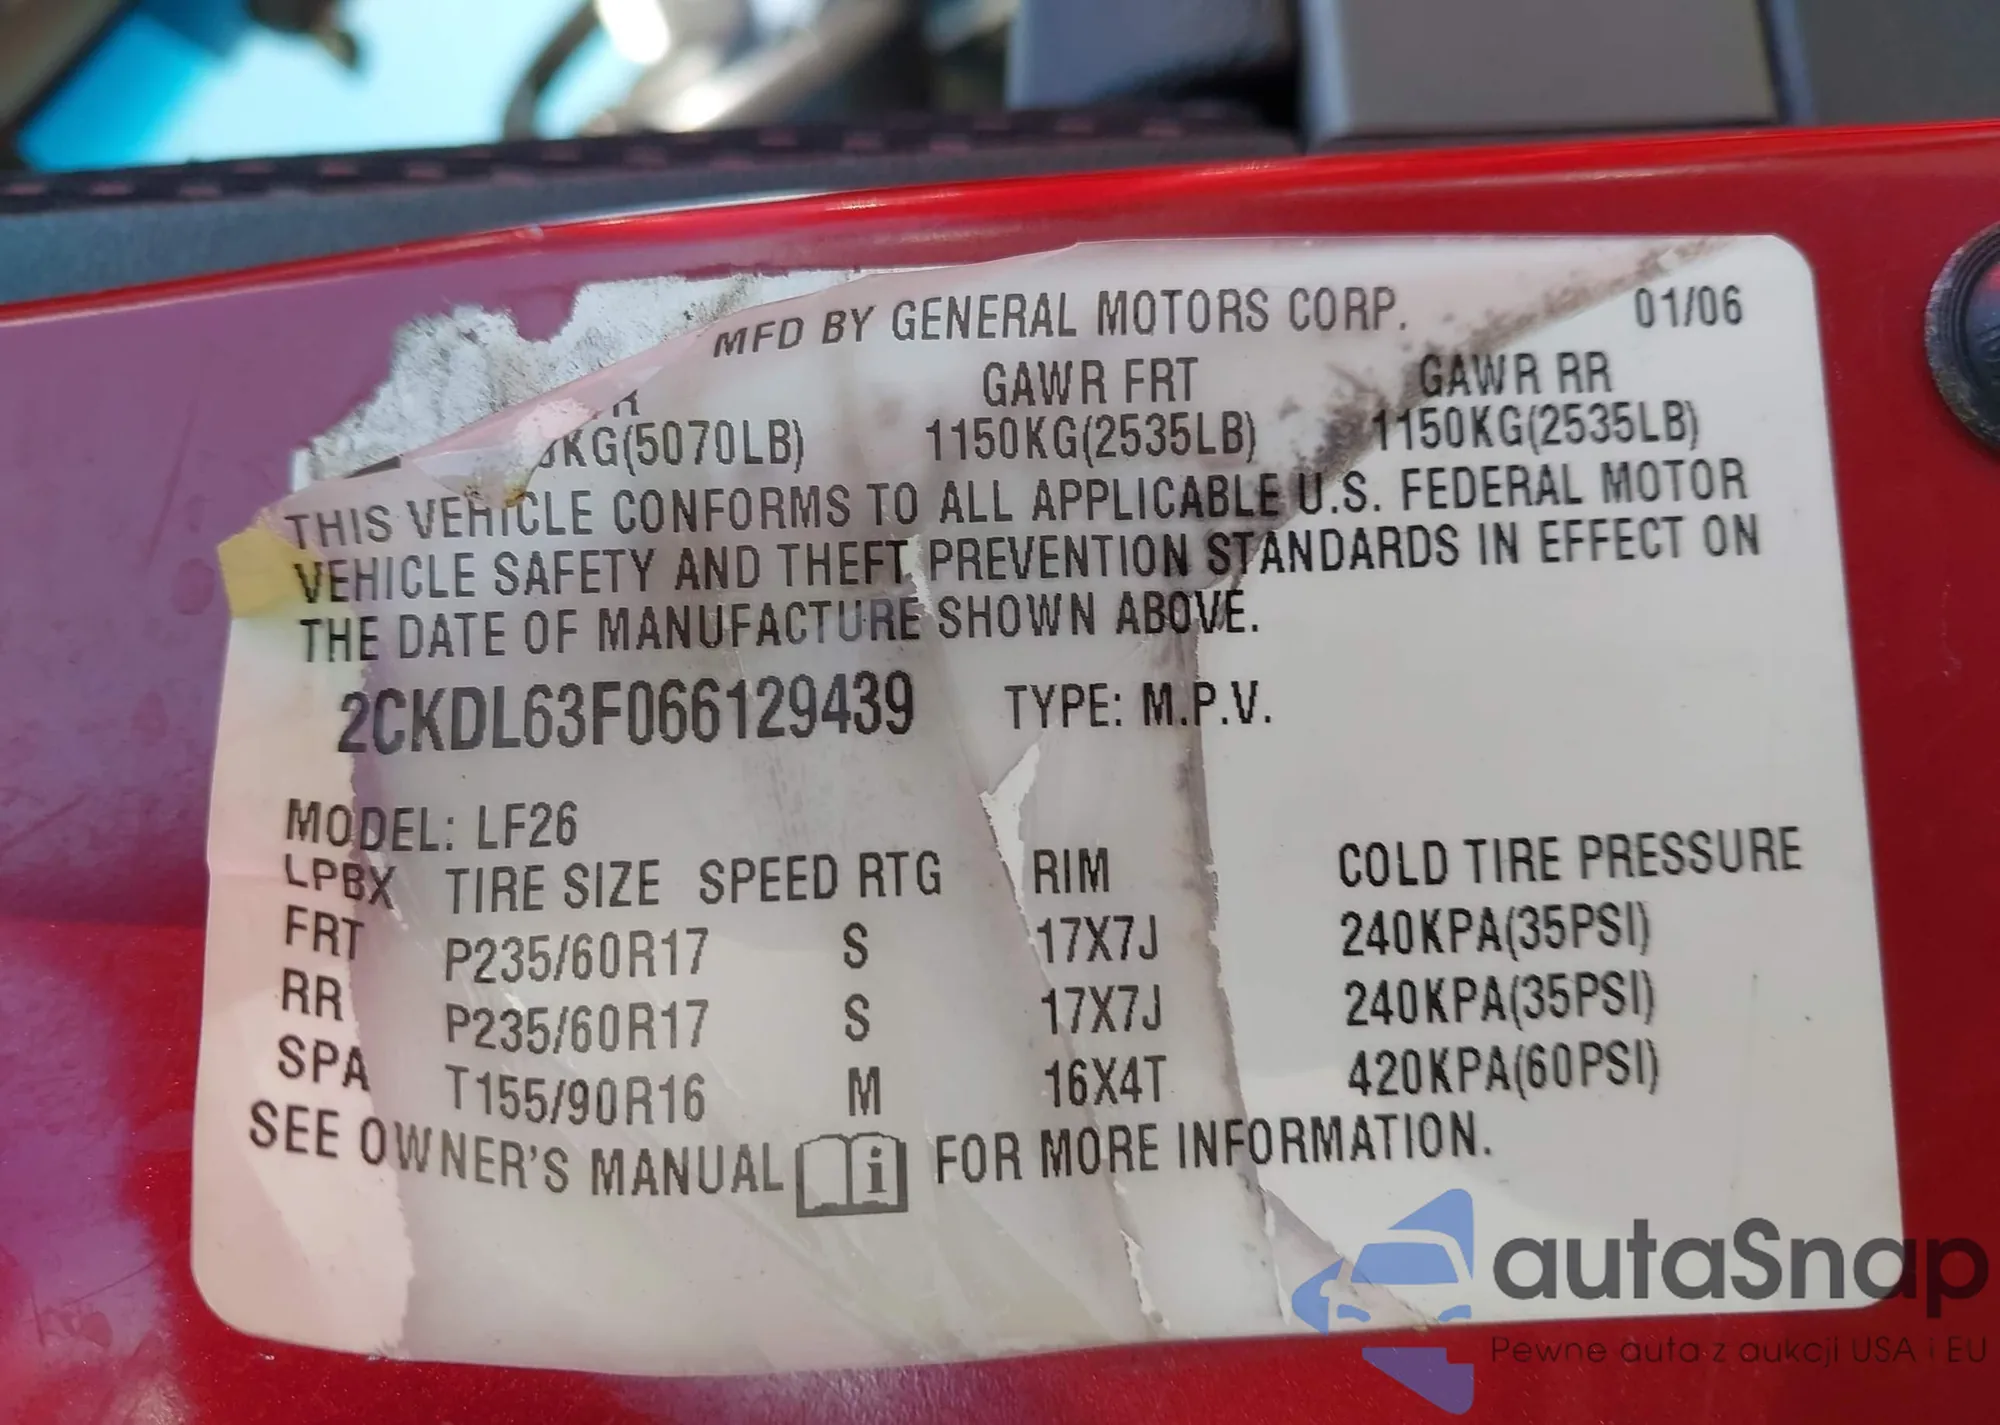 MFD BY GENERAL MOTORS CORP. 01/06
R GAWR FRT GAWR RR
KG(5070LB) 1150KG(2535LB) 1150KG(2535LB)
THIS VEHICLE CONFORMS TO ALL APPLICABLE U.S. FEDERAL MOTOR
VEHICLE SAFETY AND THEFT PREVENTION STANDARDS IN EFFECT ON
THE DATE OF MANUFACTURE SHOWN ABOVE.
2CKDL63F066129439 TYPE: M.P.V.
MODEL: LF26
LPBX TIRE SIZE SPEED RTG RIM COLD TIRE PRESSURE
FRT P235/60R17 S 17X7J 240KPA(35PSI)
RR P235/60R17 S 17X7J 240KPA(35PSI)
SPA T155/90R16 M 16X4T 420KPA(60PSI)
SEE OWNER'S MANUAL i FOR MORE INFORMATION.
autaSnap
Pewne auta z aukcji USA i EU